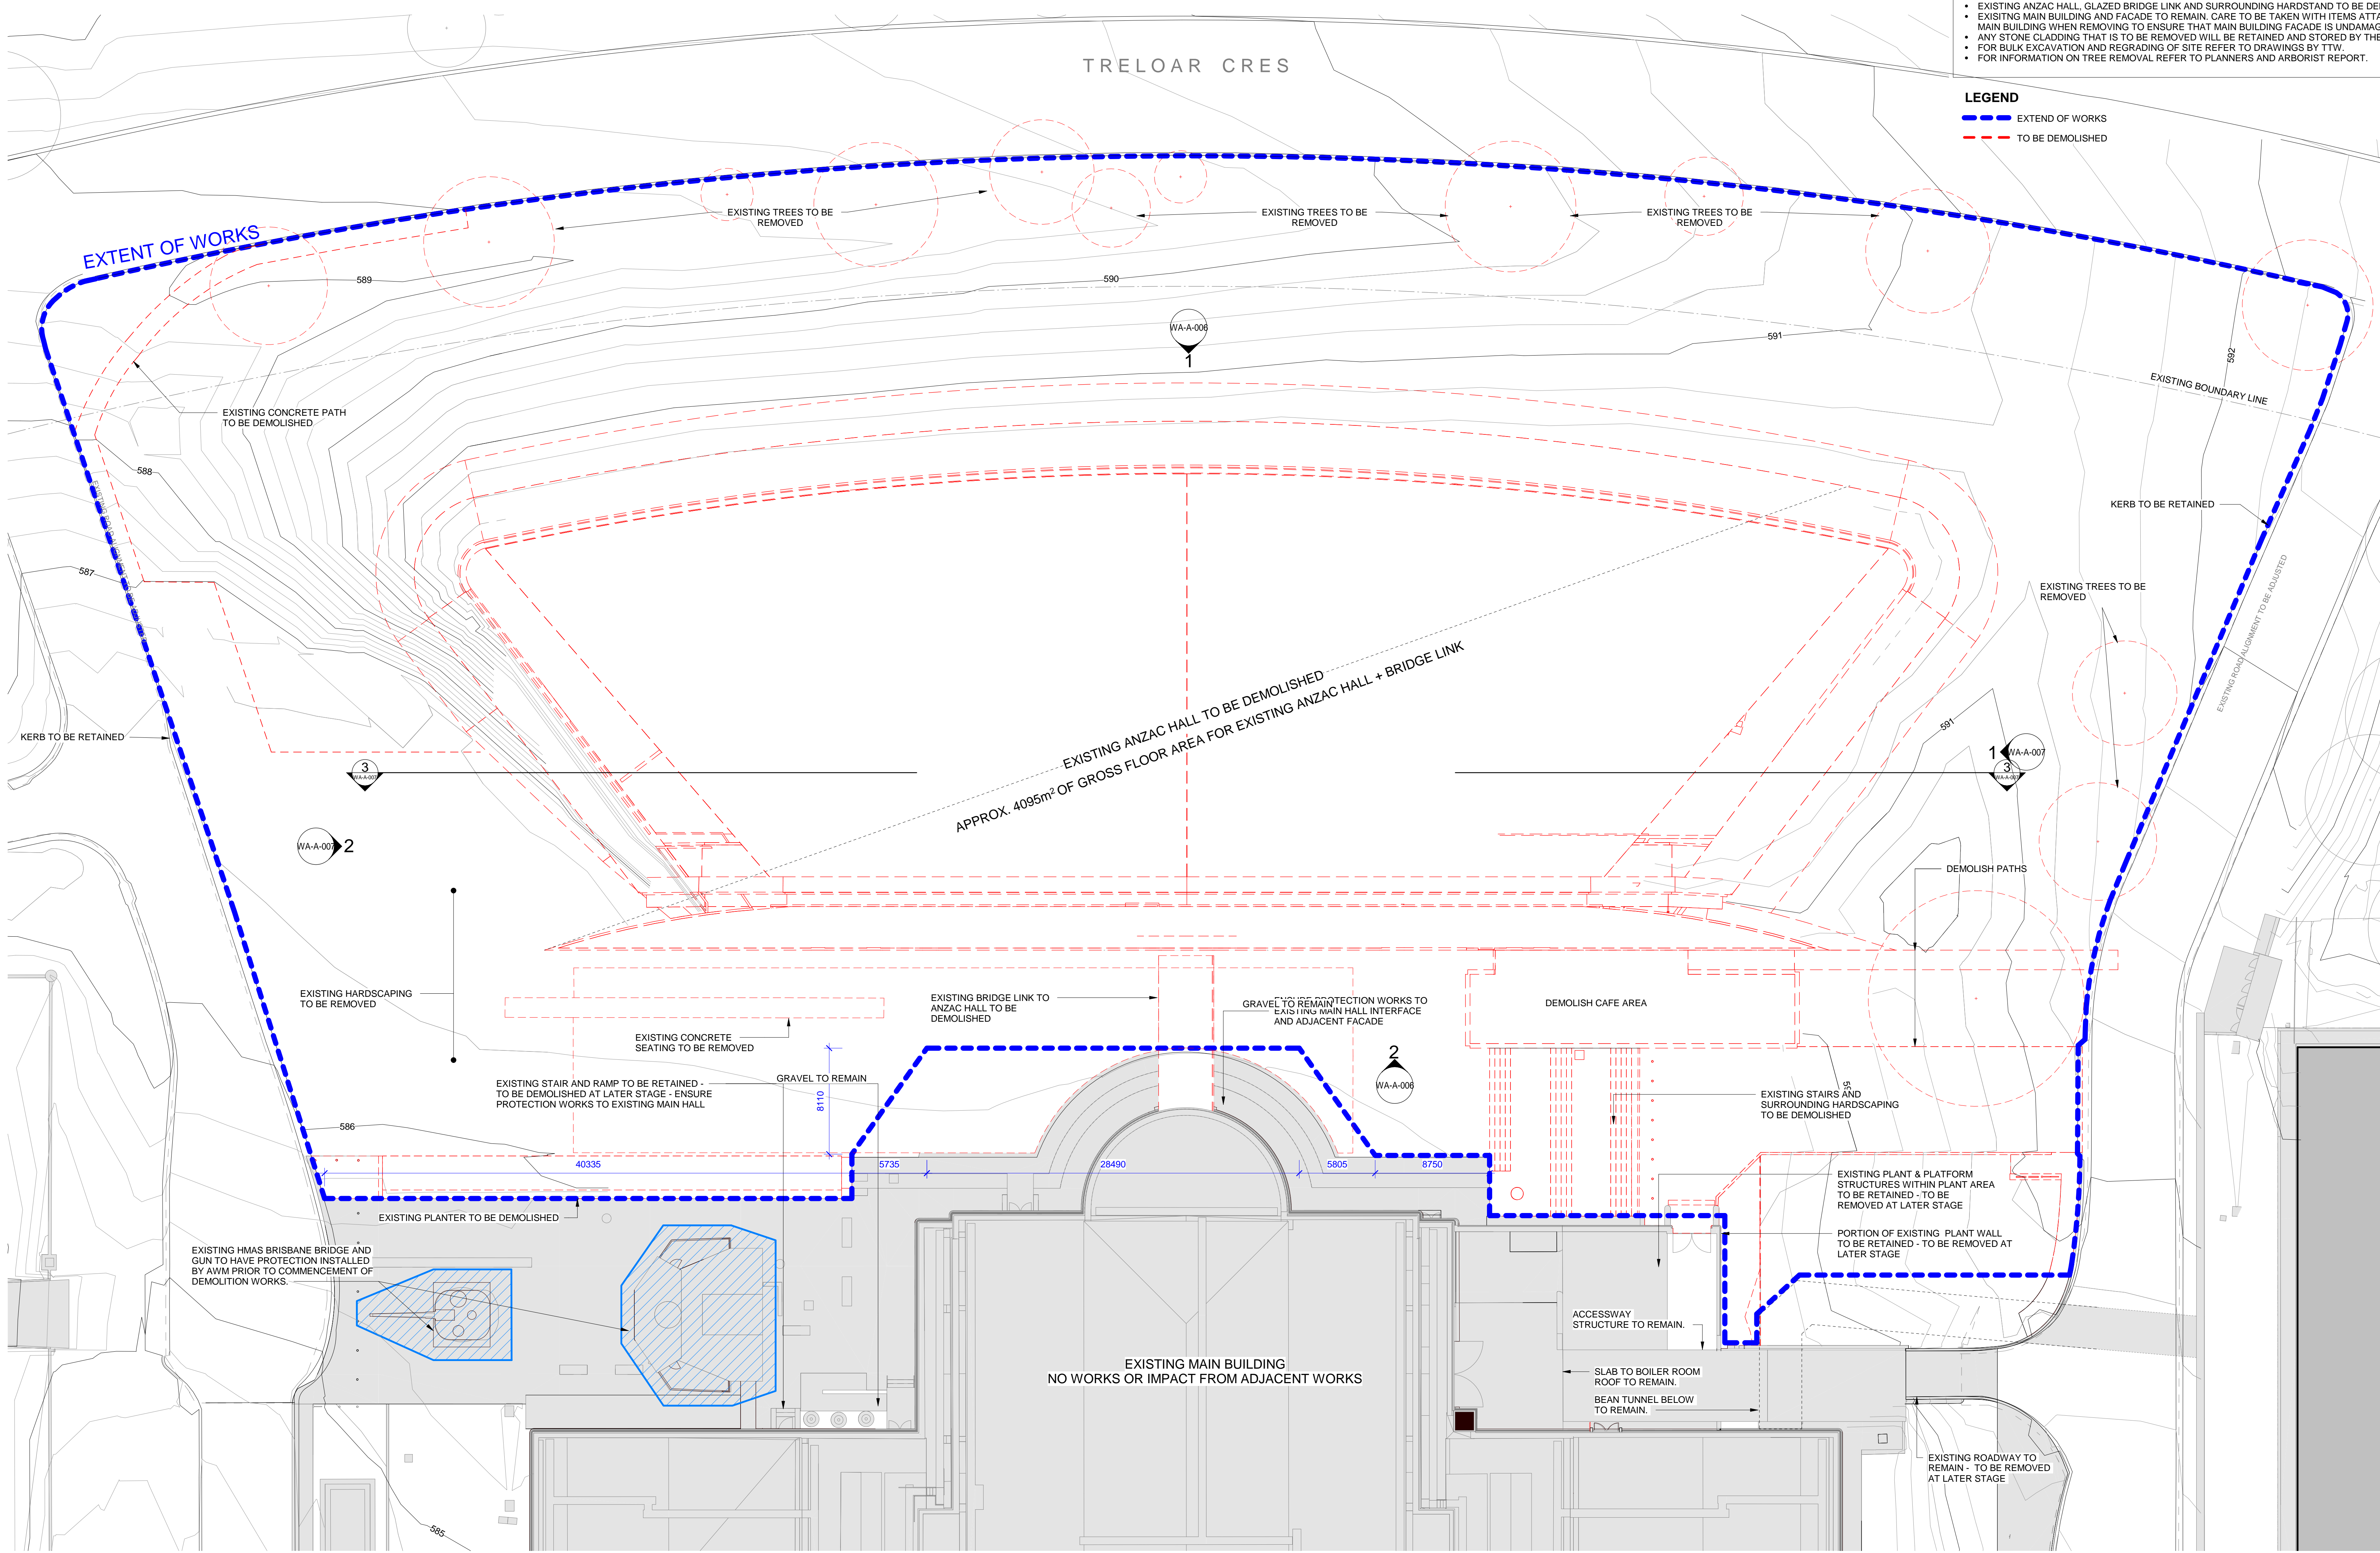 • EXISTING ANZAC HALL, GLAZED BRIDGE LINK AND SURROUNDING HARDSTAND TO BE
• EXISITNG MAIN BUILDING AND FACADE TO REMAIN. CARE TO BE TAKEN WITH ITEMS
MAIN BUILDING WHEN REMOVING TO ENSURE THAT MAIN BUILDING FACADE IS
• ANY STONE CLADDING THAT IS TO BE REMOVED WILL BE RETAINED AND STORED BY THE
• FOR BULK EXCAVATION AND REGRADING OF SITE REFER TO DRAWINGS BY TTW.
• FOR INFORMATION ON TREE REMOVAL REFER TO PLANNERS AND ARBORIST REPORT.
LEGEND
EXTEND OF WORKS
TO BE DEMOLISHED
TRELOAR CRES
EXTENT OF WORKS
EXISTING TREES TO BE
REMOVED
EXISTING TREES TO BE
REMOVED
EXISTING TREES TO BE
REMOVED
589
590
591
592
WA-A-006
1
EXISTING BOUNDARY LINE
EXISTING CONCRETE PATH
TO BE DEMOLISHED
588
587
KERB TO BE RETAINED
EXISTING ROAD ALIGNMENT TO BE ADJUSTED
EXISTING TREES TO BE
REMOVED
EXISTING ANZAC HALL TO BE DEMOLISHED
APPROX. 4095m² OF GROSS FLOOR AREA FOR EXISTING ANZAC HALL + BRIDGE LINK
KERB TO BE RETAINED
591
3
WA-A-007
1
WA-A-007
3
WA-A-007
WA-A-007
2
DEMOLISH PATHS
EXISTING HARDSCAPING
TO BE REMOVED
EXISTING CONCRETE
SEATING TO BE REMOVED
EXISTING BRIDGE LINK TO
ANZAC HALL TO BE
DEMOLISHED
GRAVEL TO REMAIN
ENSURE PROTECTION WORKS TO
EXISTING MAIN HALL INTERFACE
AND ADJACENT FACADE
DEMOLISH CAFE AREA
2
WA-A-006
EXISTING STAIR AND RAMP TO BE RETAINED -
TO BE DEMOLISHED AT LATER STAGE - ENSURE
PROTECTION WORKS TO EXISTING MAIN HALL
GRAVEL TO REMAIN
8110
EXISTING STAIRS AND
SURROUNDING HARDSCAPING
TO BE DEMOLISHED
586
40335
5735
28490
5805
8750
EXISTING PLANT & PLATFORM
STRUCTURES WITHIN PLANT AREA
TO BE RETAINED - TO BE
REMOVED AT LATER STAGE
EXISTING PLANTER TO BE DEMOLISHED
PORTION OF EXISTING PLANT WALL
TO BE RETAINED - TO BE REMOVED AT
LATER STAGE
EXISTING HMAS BRISBANE BRIDGE AND
GUN TO HAVE PROTECTION INSTALLED
BY AWM PRIOR TO COMMENCEMENT OF
DEMOLITION WORKS.
ACCESSWAY
STRUCTURE TO REMAIN.
EXISTING MAIN BUILDING
NO WORKS OR IMPACT FROM ADJACENT WORKS
SLAB TO BOILER ROOM
ROOF TO REMAIN.
BEAN TUNNEL BELOW
TO REMAIN.
EXISTING ROADWAY TO
REMAIN - TO BE REMOVED
AT LATER STAGE
585